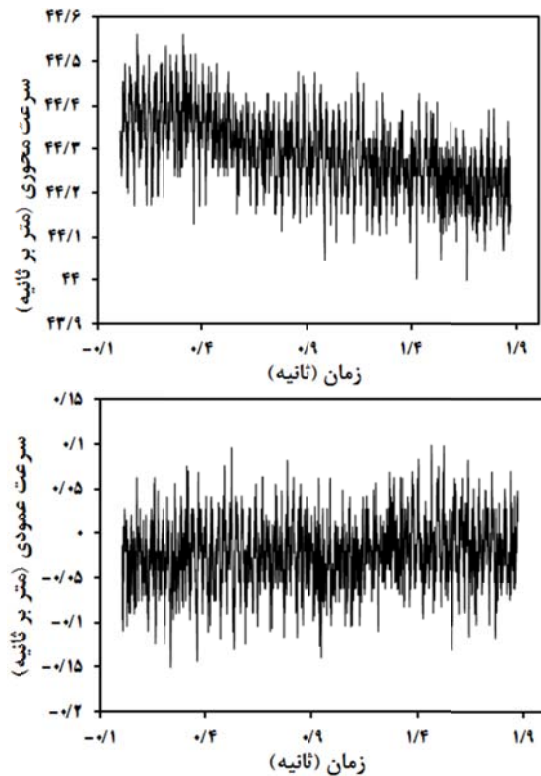 سرعت محوری (متر بر ثانیه)
۴۴/۶
۴۴/۵
۴۴/۴
۴۴/۳
۴۴/۲
۴۴/۱
۴۴
۴۳/۹
-۰/۱ ۰/۴ ۰/۹ ۱/۴ ۱/۹
زمان (ثانیه)
سرعت عمودی (متر بر ثانیه)
۰/۱۵
۰/۱
۰/۰۵
۰
-۰/۰۵
-۰/۱
-۰/۱۵
-۰/۲
-۰/۱ ۰/۴ ۰/۹ ۱/۴ ۱/۹
زمان (ثانیه)